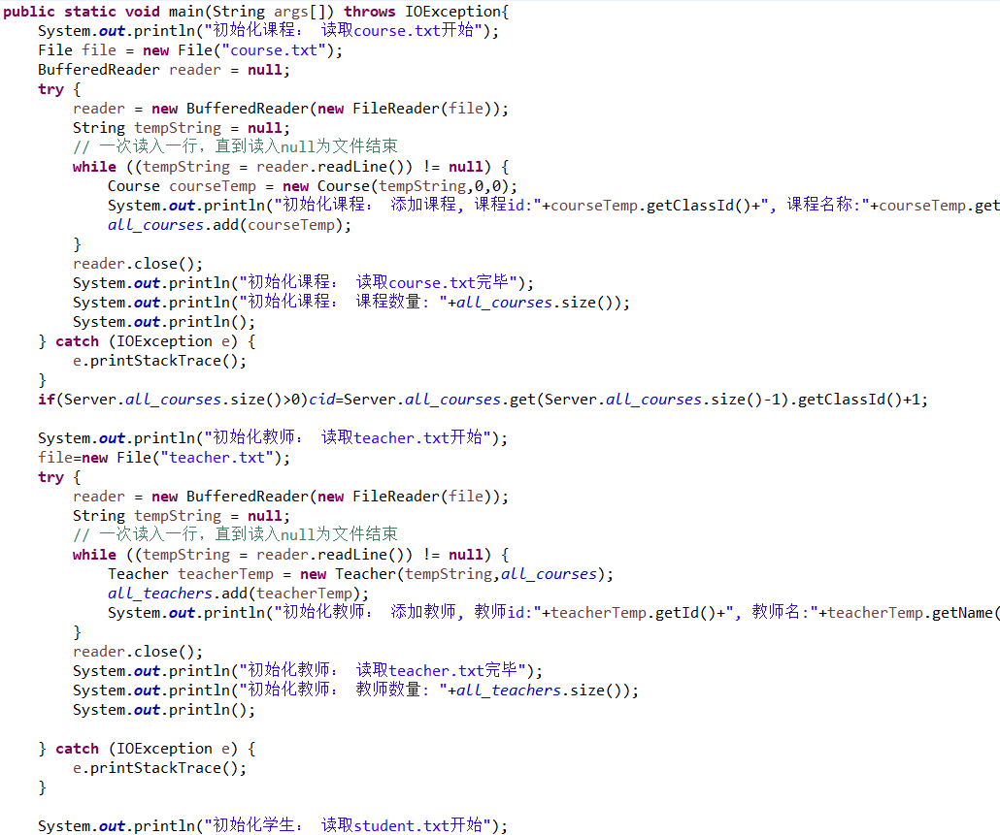 public static void main(String args[]) throws IOException{
    System.out.println("初始化课程： 读取course.txt开始");
    File file = new File("course.txt");
    BufferedReader reader = null;
    try {
        reader = new BufferedReader(new FileReader(file));
        String tempString = null;
        // 一次读入一行，直到读入null为文件结束
        while ((tempString = reader.readLine()) != null) {
            Course courseTemp = new Course(tempString,0,0);
            System.out.println("初始化课程： 添加课程, 课程id:"+courseTemp.getClassId()+", 课程名称:"+courseTemp.get
            all_courses.add(courseTemp);
        }
        reader.close();
        System.out.println("初始化课程： 读取course.txt完毕");
        System.out.println("初始化课程： 课程数量: "+all_courses.size());
        System.out.println();
    } catch (IOException e) {
        e.printStackTrace();
    }
    if(Server.all_courses.size()>0)cid=Server.all_courses.get(Server.all_courses.size()-1).getClassId()+1;

    System.out.println("初始化教师： 读取teacher.txt开始");
    file=new File("teacher.txt");
    try {
        reader = new BufferedReader(new FileReader(file));
        String tempString = null;
        // 一次读入一行，直到读入null为文件结束
        while ((tempString = reader.readLine()) != null) {
            Teacher teacherTemp = new Teacher(tempString,all_courses);
            all_teachers.add(teacherTemp);
            System.out.println("初始化教师： 添加教师, 教师id:"+teacherTemp.getId()+", 教师名:"+teacherTemp.getName(
        }
        reader.close();
        System.out.println("初始化教师： 读取teacher.txt完毕");
        System.out.println("初始化教师： 教师数量: "+all_teachers.size());
        System.out.println();

    } catch (IOException e) {
        e.printStackTrace();
    }

    System.out.println("初始化学生： 读取student.txt开始");